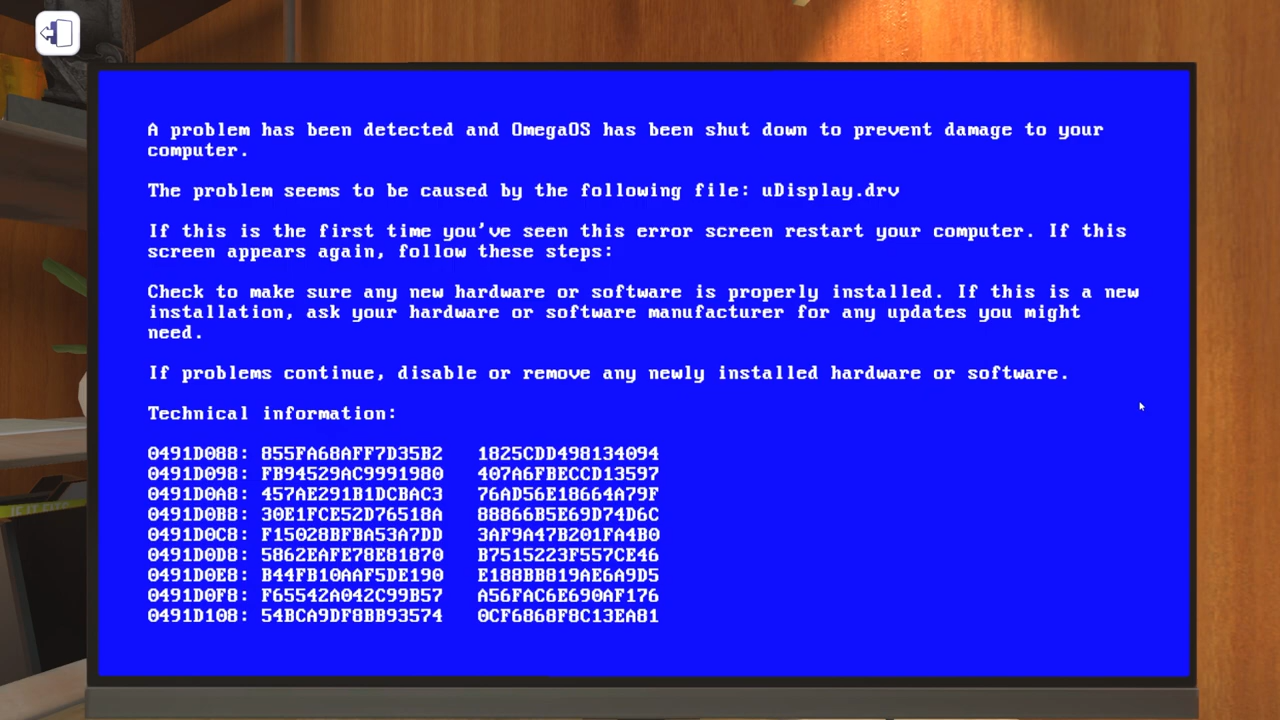 A problem has been detected and OmegaOS has been shut down to prevent damage to your
computer.
The problem seems to be caused by the following file: uDisplay.drv
If this is the first time you've seen this error screen restart your computer. If this
screen appears again, follow these steps:
Check to make sure any new hardware or software is properly installed. If this is a new
installation, ask your hardware or software manufacturer for any updates you might
need.
If problems continue, disable or remove any newly installed hardware or software.
Technical information:
0491D088: 855FA68AFF7D35B2 1825CDD498134094
0491D098: FB94529AC9991980 407A6FBECCD13597
0491D0A8: 457AE291B1DCBAC3 76AD56E18664A79F
0491D0B8: 30E1FCE52D76518A 88866B5E69D74D6C
0491D0C8: F15028BFBA53A7DD 3AF9A47B201FA4B0
0491D0D8: 5862EAFE78E81870 B7515223F557CE46
0491D0E8: B44FB10AAF5DE190 E188BB819AE6A9D5
0491D0F8: F65542A042C99B57 A56FAC6E690AF176
0491D108: 54BCA9DF8BB93574 0CF6868F8C13EA81